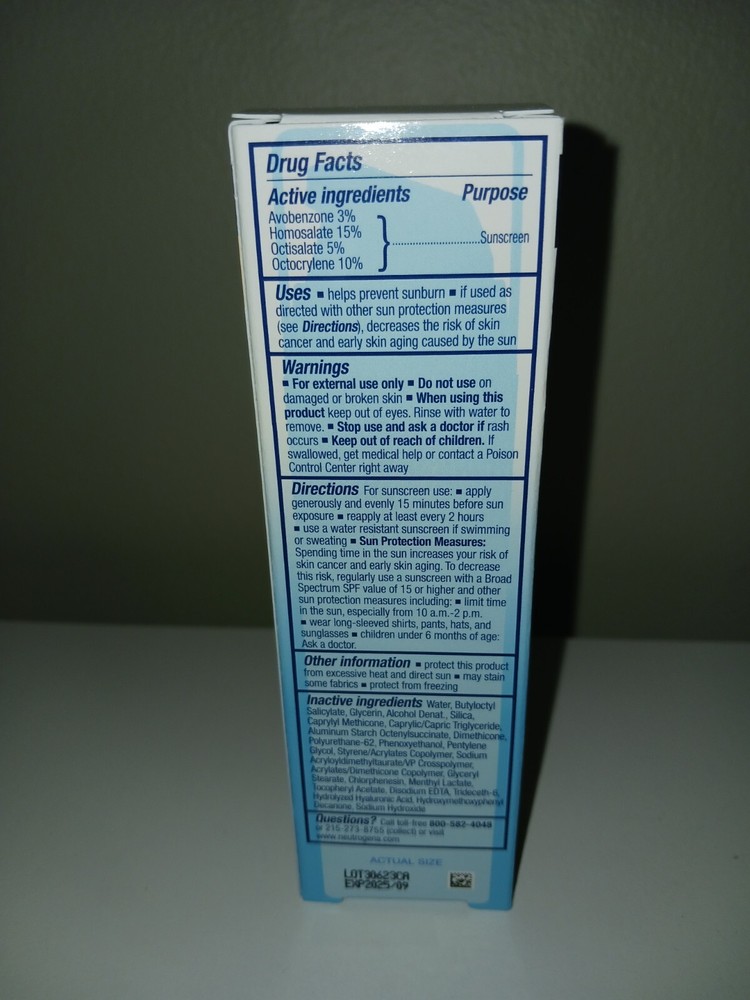 Drug Facts
Active ingredients Purpose
Avobenzone 3%
Homosalate 15%
Octisalate 5%
Octocrylene 10%
}..............................Sunscreen
Uses ■ helps prevent sunburn ■ if used as
directed with other sun protection measures
(see Directions), decreases the risk of skin
cancer and early skin aging caused by the sun
Warnings
■ For external use only ■ Do not use on
damaged or broken skin ■ When using this
product keep out of eyes. Rinse with water to
remove. ■ Stop use and ask a doctor if rash
occurs ■ Keep out of reach of children. If
swallowed, get medical help or contact a Poison
Control Center right away
Directions For sunscreen use: ■ apply
generously and evenly 15 minutes before sun
exposure ■ reapply at least every 2 hours
■ use a water resistant sunscreen if swimming
or sweating ■ Sun Protection Measures:
Spending time in the sun increases your risk of
skin cancer and early skin aging. To decrease
this risk, regularly use a sunscreen with a Broad
Spectrum SPF value of 15 or higher and other
sun protection measures including: ■ limit time
in the sun, especially from 10 a.m.-2 p.m.
■ wear long-sleeved shirts, pants, hats, and
sunglasses ■ children under 6 months of age:
Ask a doctor.
Other information ■ protect this product
from excessive heat and direct sun ■ may stain
some fabrics ■ protect from freezing
Inactive ingredients Water, Butyloctyl
Salicylate, Glycerin, Alcohol Denat., Silica,
Caprylyl Methicone, Caprylic/Capric Triglyceride,
Aluminum Starch Octenylsuccinate, Dimethicone,
Polyurethane-62, Phenoxyethanol, Pentylene
Glycol, Styrene/Acrylates Copolymer, Sodium
Acryloyldimethyltaurate/VP Crosspolymer,
Acrylates/Dimethicone Copolymer, Glyceryl
Stearate, Chlorphenesin, Menthyl Lactate,
Tocopheryl Acetate, Disodium EDTA, Trideceth-6,
Hydrolyzed Hyaluronic Acid, Hydroxymethoxyphenyl
Decanone, Sodium Hydroxide
Questions? Call toll-free 800-582-4048
or 215-273-8755 (collect) or visit
www.neutrogena.com
ACTUAL SIZE
LOT30623CA
EXP2025/09